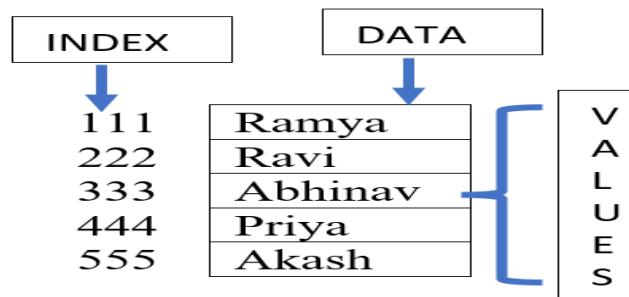 INDEX DATA
111 Ramya
222 Ravi
333 Abhinav
444 Priya
555 Akash
V
A
L
U
E
S